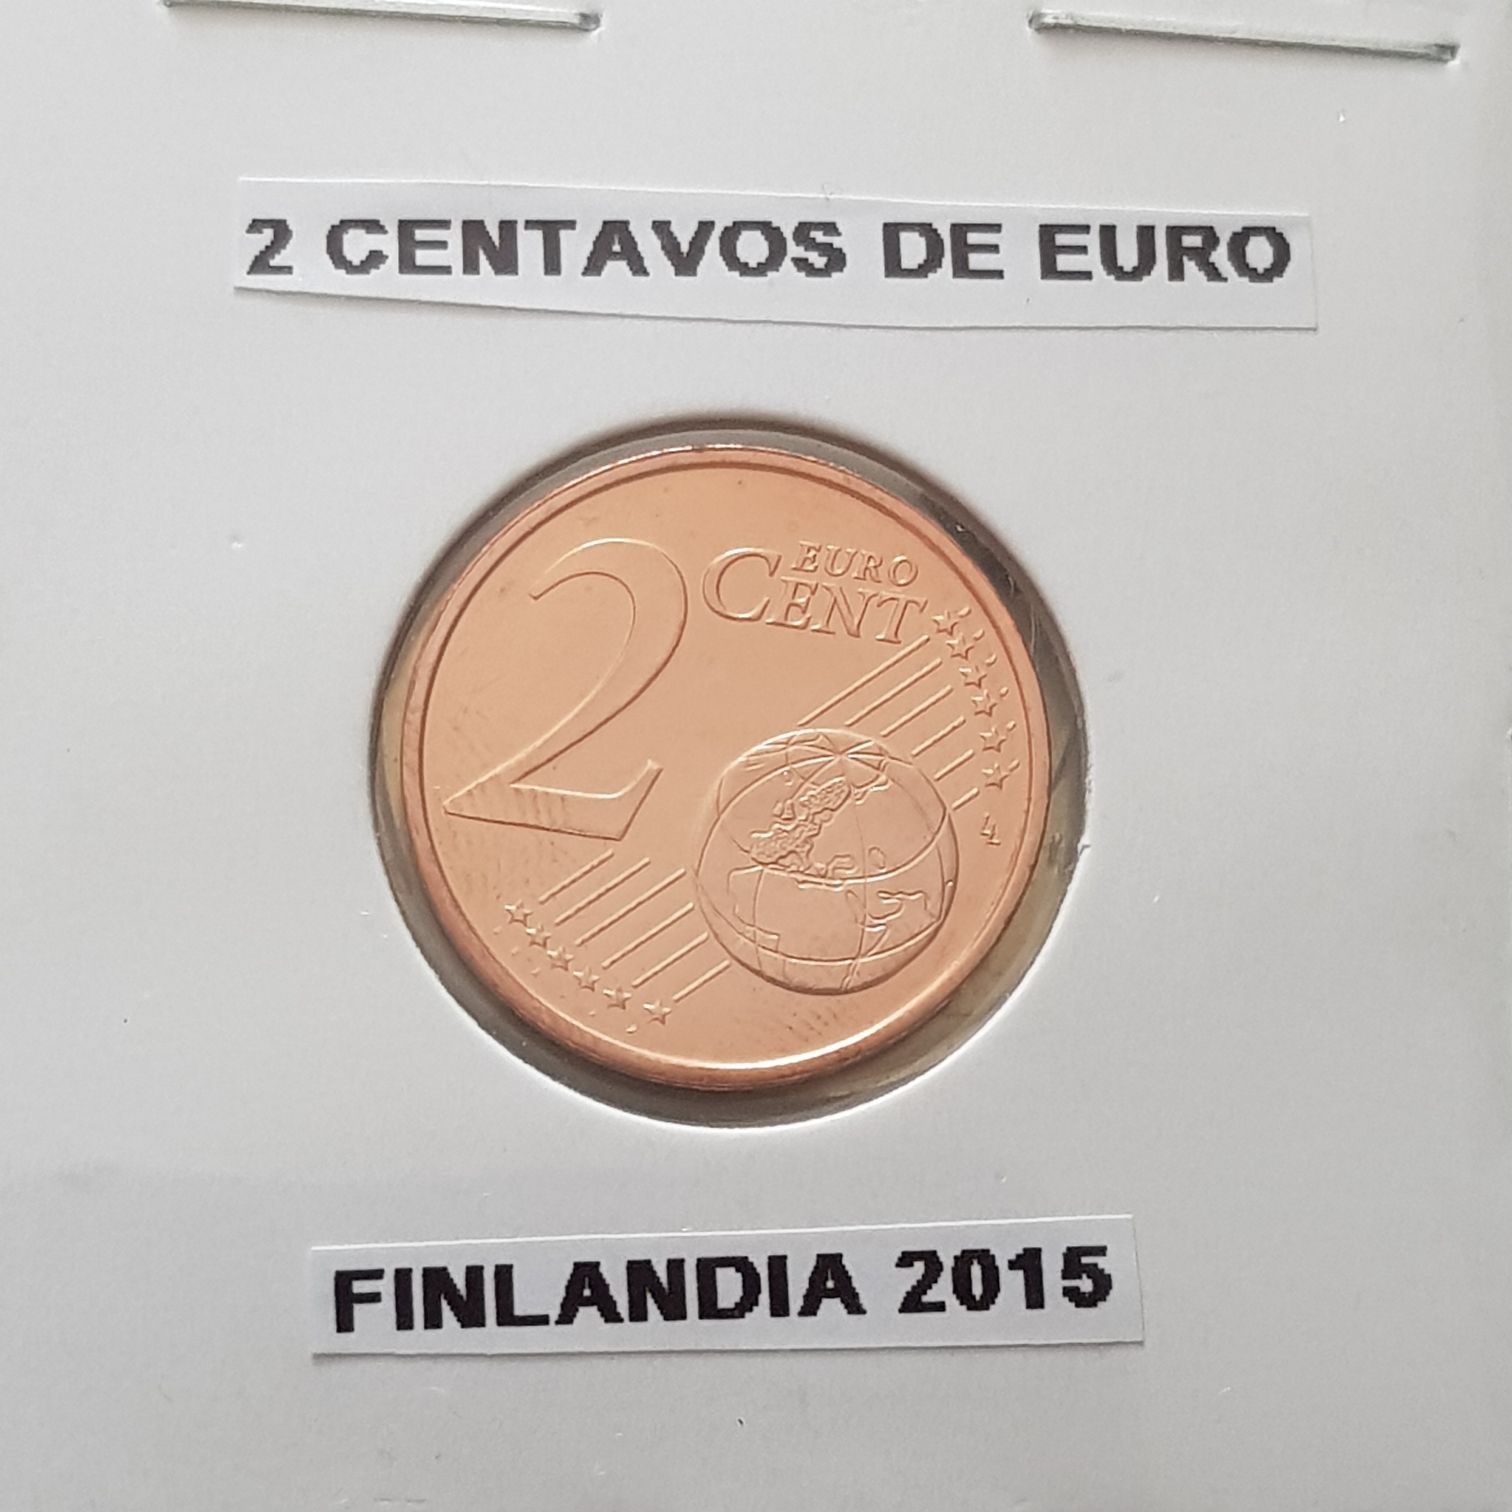 2 CENTAVOS DE EURO
2 EURO
CENT
FINLANDIA 2015